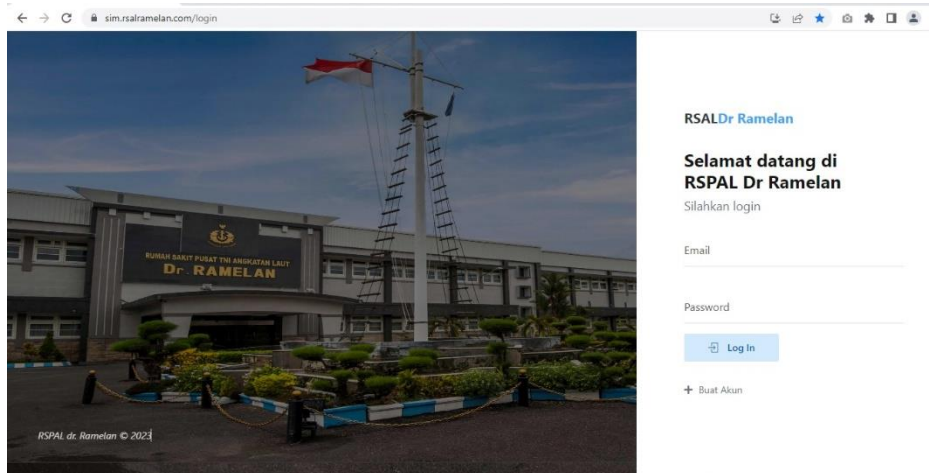 sim.rsalramelan.com/login
RUMAH SAKIT PUSAT TNI ANGKATAN LAUT
Dr. RAMELAN
RSPAL dr. Ramelan © 2023
RSALDr Ramelan
Selamat datang di
RSPAL Dr Ramelan
Silahkan login
Email
Password
Log In
+ Buat Akun